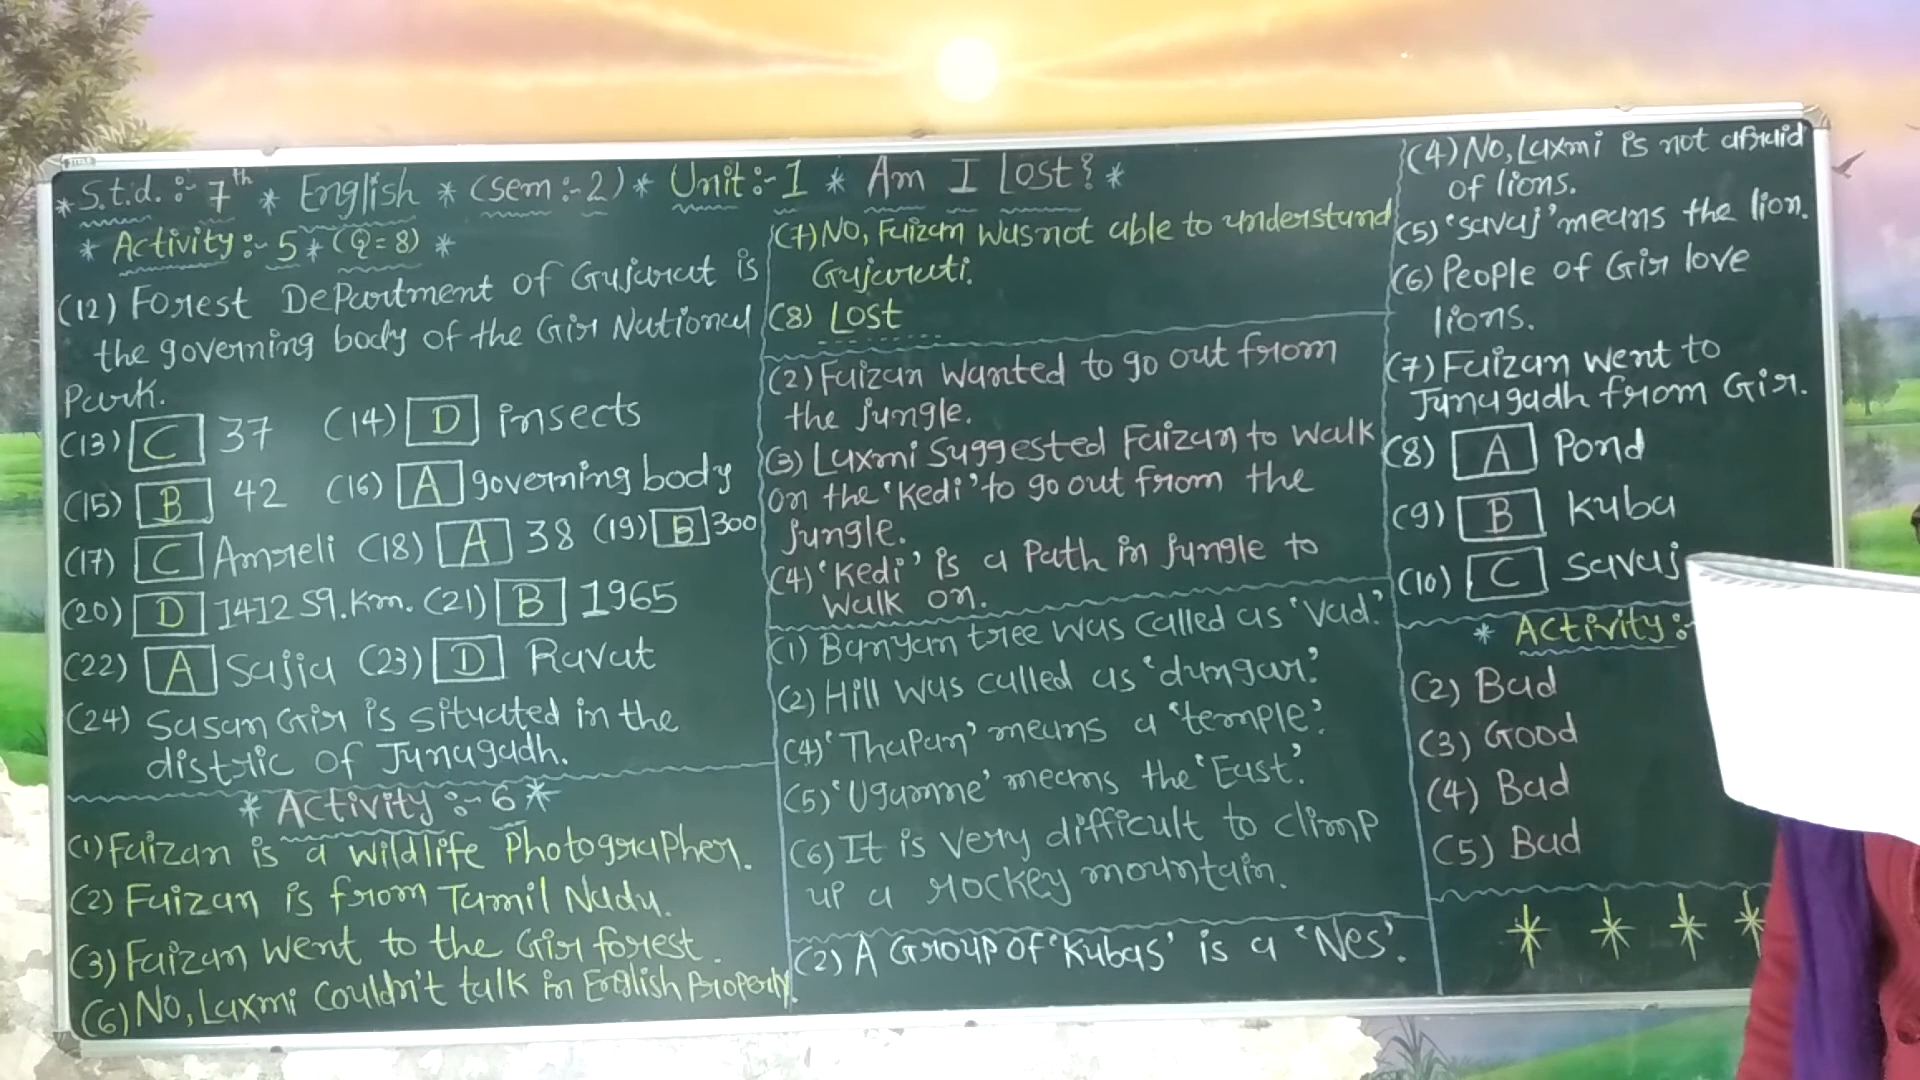 *S.t.d. :- 7th * English * (sem :- 2) * Unit :- 1 * Am I Lost? *
* Activity :- 5 * (Q = 8) *
(12) Forest Department of Gujarat is
the governing body of the Gir National
Park.
(13) C 37 (14) D insects
(15) B 42 (16) A governing body
(17) C Amreli (18) A 38 (19) B 300
(20) D 1412 sq.km. (21) B 1965
(22) A Sajia (23) D Ravat
(24) Sasan Gir is situated in the
distric of Junagadh.
* Activity :- 6 *
(1) Faizan is a wildlife Photographer.
(2) Faizan is from Tamil Nadu.
(3) Faizan went to the Gir forest.
(6) No, Laxmi Couldn't talk in English Properly.
(7) No, Faizan was not able to understand
Gujarati.
(8) Lost
(2) Faizan wanted to go out from
the jungle.
(3) Laxmi Suggested Faizan to walk
on the 'Kedi' to go out from the
jungle.
(4) 'Kedi' is a Path in jungle to
walk on.
(1) Banyan tree was called as 'Vad.'
(2) Hill was called as 'dungar.'
(4) 'Thapan' means a 'temple'.
(5) 'Ugamne' means the 'East'.
(6) It is very difficult to climp
up a rockey mountain.
(2) A Group of 'Kubas' is a 'Nes'.
(4) No, Laxmi is not afraid
of lions.
(5) 'savaj' means the lion.
(6) People of Gir love
lions.
(7) Faizan went to
Junagadh from Gir.
(8) A Pond
(9) B Kuba
(10) C Savaj
* Activity :-
(2) Bad
(3) Good
(4) Bad
(5) Bad